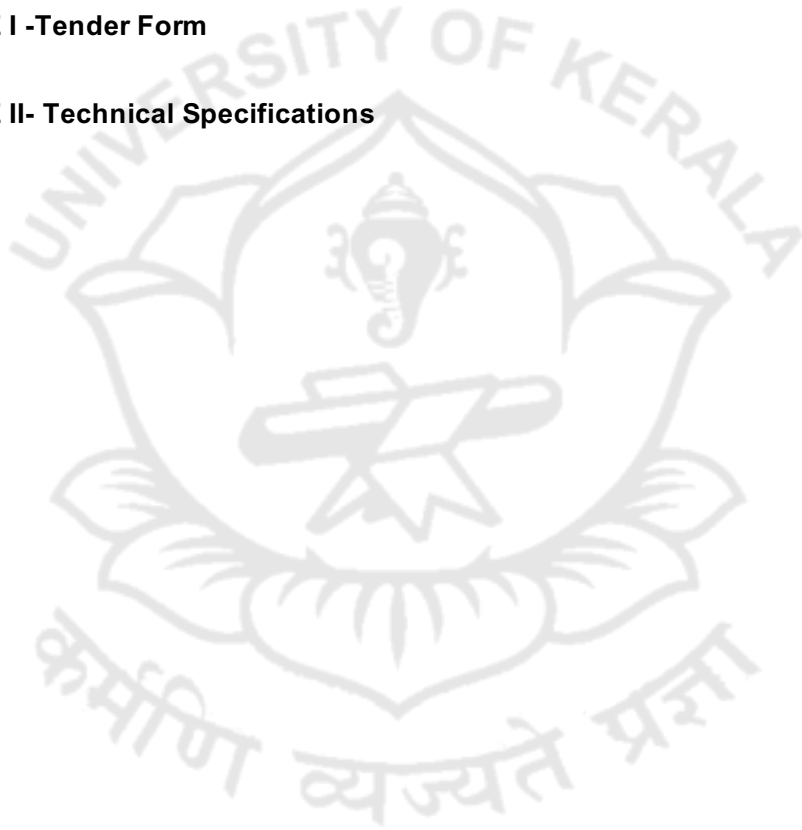 I -Tender Form
II- Technical Specifications
UNIVERSITY OF KERALA
कर्मणि व्यज्यते प्रज्ञा